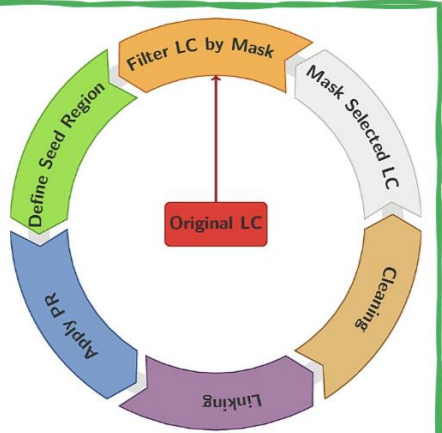 Filter LC by Mask
Define Seed Region
Apply PR
Linking
Cleaning
Mask Selected LC
Original LC